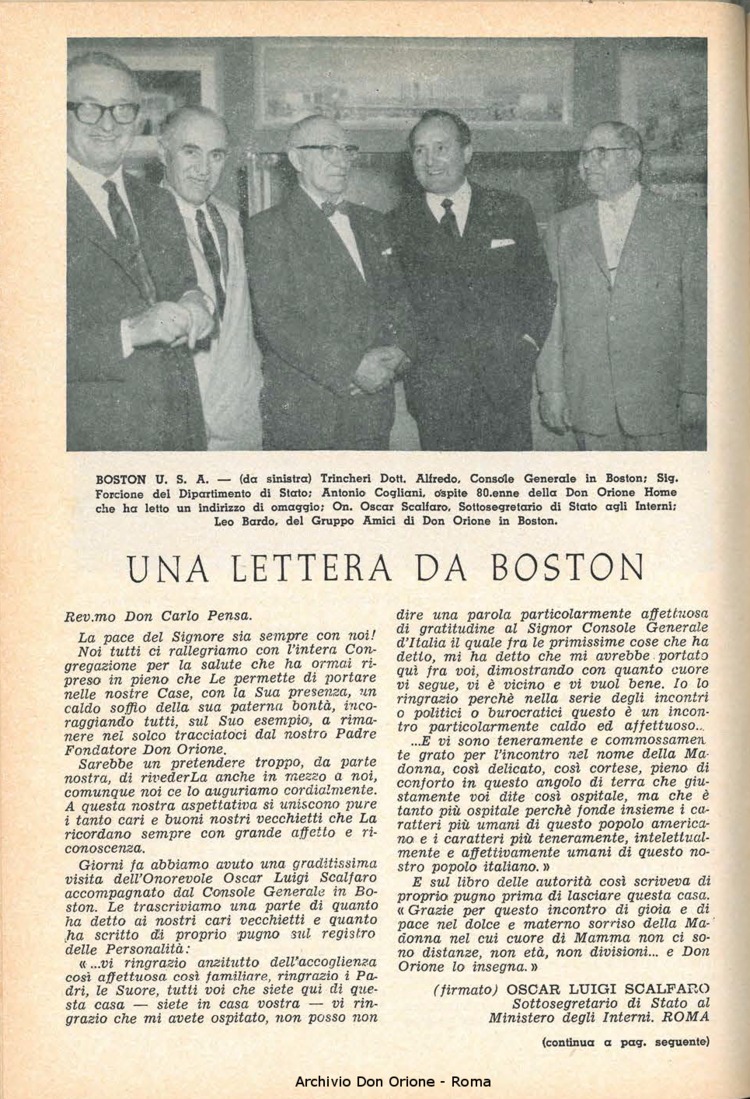 BOSTON U. S. A. — (da sinistra) Trincheri Dott. Alfredo, Console Generale in Boston; Sig.
Forcione del Dipartimento di Stato; Antonio Cogliani, ospite 80.enne della Don Orione Home
che ha letto un indirizzo di omaggio; On. Oscar Scalfaro, Sottosegretario di Stato agli Interni;
Leo Bardo, del Gruppo Amici di Don Orione in Boston.
UNA LETTERA DA BOSTON
Rev.mo Don Carlo Pensa.
La pace del Signore sia sempre con noi!
Noi tutti ci rallegriamo con l'intera Con-
gregazione per la salute che ha ormai ri-
preso in pieno che Le permette di portare
nelle nostre Case, con la Sua presenza, un
caldo soffio della sua paterna bontà, inco-
raggiando tutti, sul Suo esempio, a rima-
nere nel solco tracciatoci dal nostro Padre
Fondatore Don Orione.
Sarebbe un pretendere troppo, da parte
nostra, di rivederLa anche in mezzo a noi,
comunque noi ce lo auguriamo cordialmente.
A questa nostra aspettativa si uniscono pure
i tanto cari e buoni nostri vecchietti che La
ricordano sempre con grande affetto e ri-
conoscenza.
Giorni fa abbiamo avuto una graditissima
visita dell'Onorevole Oscar Luigi Scalfaro
accompagnato dal Console Generale in Bo-
ston. Le trascriviamo una parte di quanto
ha detto ai nostri cari vecchietti e quanto
ha scritto di proprio pugno sul registro
delle Personalità:
« ...vi ringrazio anzitutto dell'accoglienza
così affettuosa così familiare, ringrazio i Pa-
dri, le Suore, tutti voi che siete qui di que-
sta casa — siete in casa vostra — vi rin-
grazio che mi avete ospitato, non posso non
dire una parola particolarmente affettuosa
di gratitudine al Signor Console Generale
d'Italia il quale fra le primissime cose che ha
detto, mi ha detto che mi avrebbe portato
quì fra voi, dimostrando con quanto cuore
vi segue, vi è vicino e vi vuol bene. Io lo
ringrazio perchè nella serie degli incontri
o politici o burocratici questo è un incon-
tro particolarmente caldo ed affettuoso...
...E vi sono teneramente e commossamen
te grato per l'incontro nel nome della Ma-
donna, così delicato, così cortese, pieno di
conforto in questo angolo di terra che giu-
stamente voi dite così ospitale, ma che è
tanto più ospitale perchè fonde insieme i ca-
ratteri più umani di questo popolo america-
no e i caratteri più teneramente, intelettual-
mente e affettivamente umani di questo no-
stro popolo italiano. »
E sul libro delle autorità così scriveva di
proprio pugno prima di lasciare questa casa.
« Grazie per questo incontro di gioia e di
pace nel dolce e materno sorriso della Ma-
donna nel cui cuore di Mamma non ci so-
no distanze, non età, non divisioni... e Don
Orione lo insegna. »
(firmato) OSCAR LUIGI SCALFARO
Sottosegretario di Stato al
Ministero degli Interni. ROMA
(continua a pag. seguente)
Archivio Don Orione - Roma